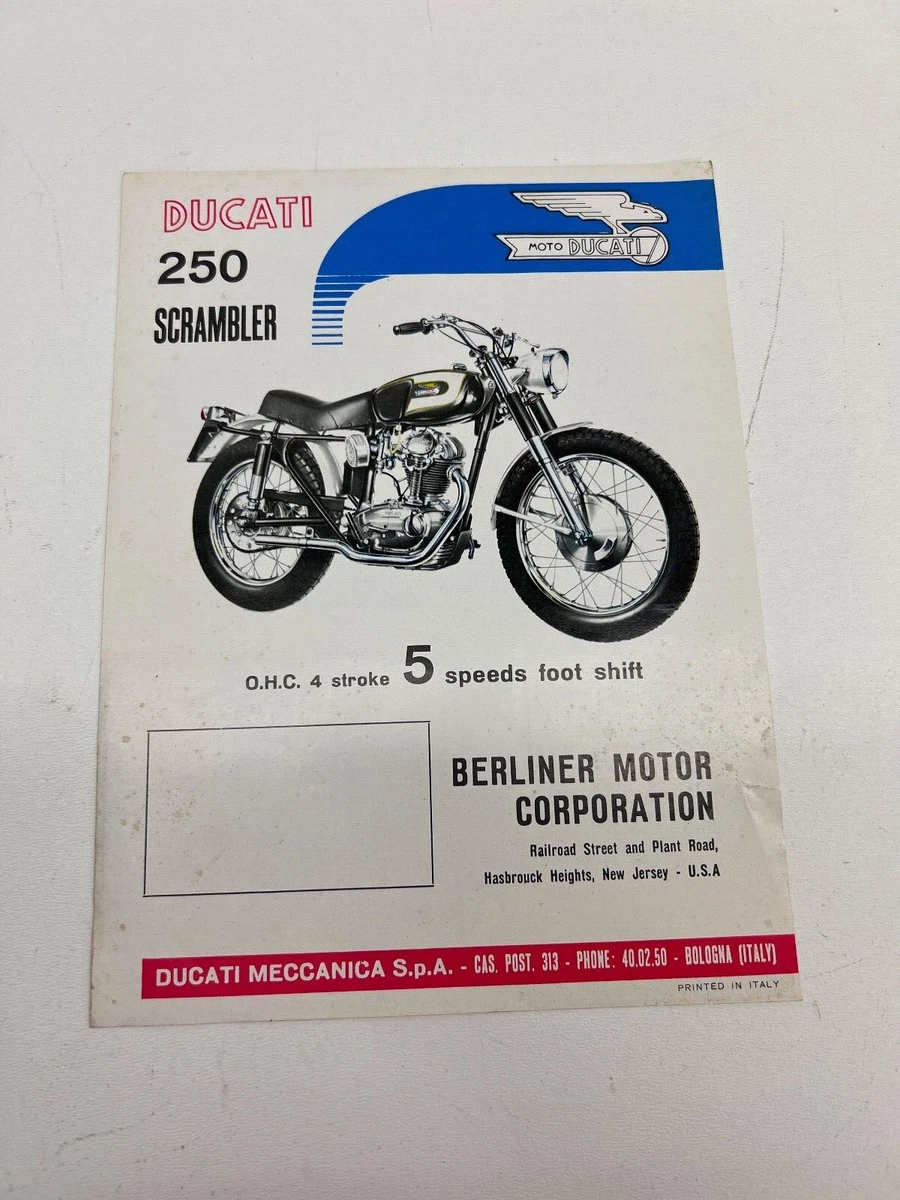 DUCATI
250
SCRAMBLER
MOTO DUCATI
O.H.C. 4 stroke 5 speeds foot shift
BERLINER MOTOR
CORPORATION
Railroad Street and Plant Road,
Hasbrouck Heights, New Jersey - U.S.A
DUCATI MECCANICA S.p.A. - CAS. POST. 313 - PHONE: 40.02.50 - BOLOGNA (ITALY)
PRINTED IN ITALY